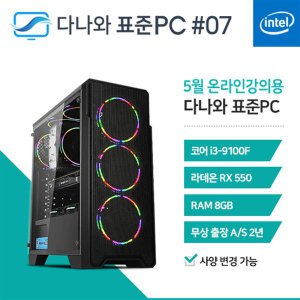 다나와 표준PC #07
intel
5월 온라인강의용
다나와 표준PC
코어 i3-9100F
라데온 RX 550
RAM 8GB
무상 출장 A/S 2년
사양 변경 가능